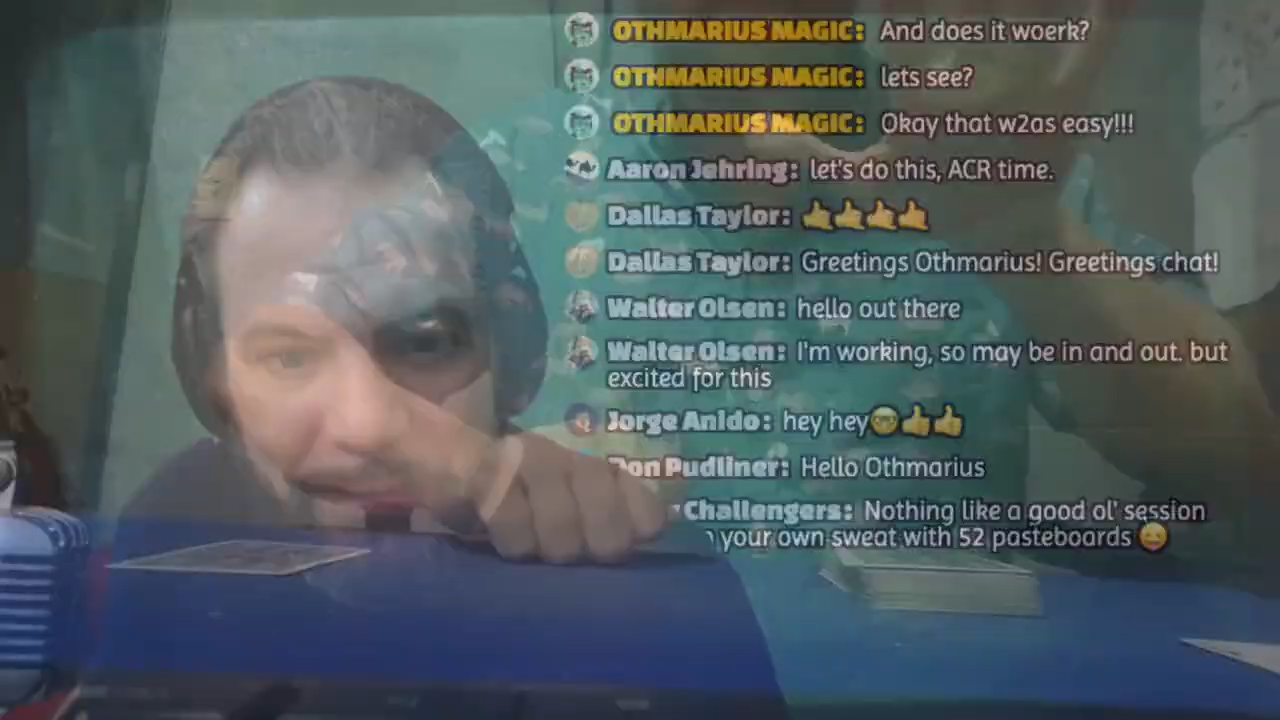 OTHMARIUS MAGIC: And does it woerk?
OTHMARIUS MAGIC: lets see?
OTHMARIUS MAGIC: Okay that w2as easy!!!
Aaron Jehring: let's do this, ACR time.
Dallas Taylor: 🤙🤙🤙🤙
Dallas Taylor: Greetings Othmarius! Greetings chat!
Walter Olsen: hello out there
Walter Olsen: I'm working, so may be in and out. but
excited for this
Jorge Anido: hey hey🤓👍👍
Don Pudliner: Hello Othmarius
Challengers: Nothing like a good ol' session
your own sweat with 52 pasteboards 😝